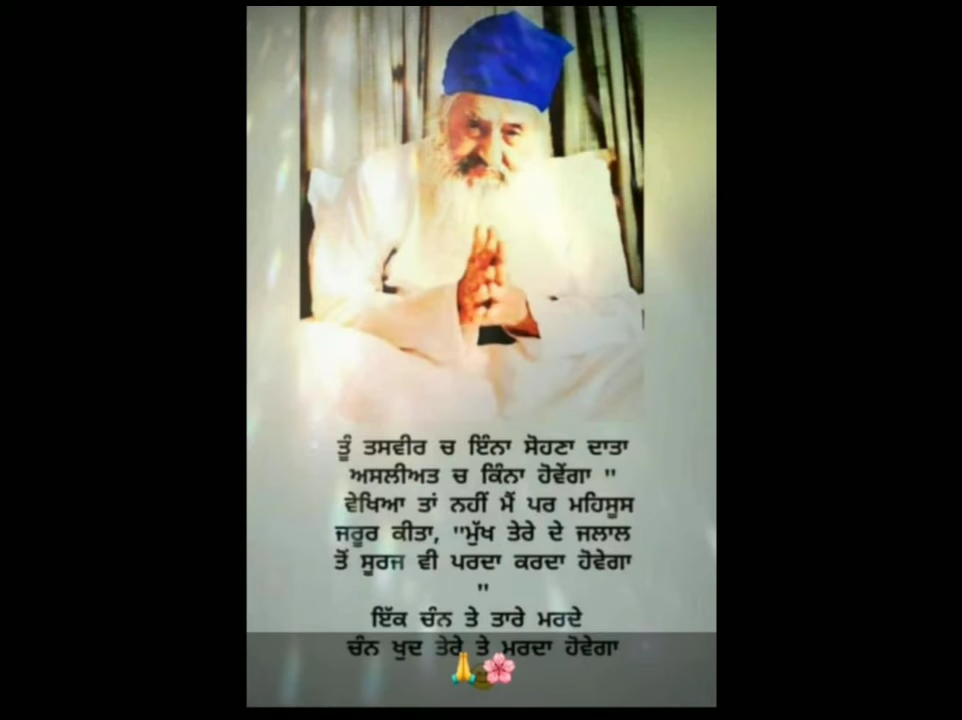 ਤੂੰ ਤਸਵੀਰ ਚ ਇੰਨਾ ਸੋਹਣਾ ਦਾਤਾ
ਅਸਲੀਅਤ ਚ ਕਿੰਨਾ ਹੋਵੇਂਗਾ "
ਵੇਖਿਆ ਤਾਂ ਨਹੀਂ ਮੈਂ ਪਰ ਮਹਿਸੂਸ
ਜਰੂਰ ਕੀਤਾ, "ਮੁੱਖ ਤੇਰੇ ਦੇ ਜਲਾਲ
ਤੋਂ ਸੂਰਜ ਵੀ ਪਰਦਾ ਕਰਦਾ ਹੋਵੇਗਾ
"
ਇੱਕ ਚੰਨ ਤੇ ਤਾਰੇ ਮਰਦੇ
ਚੰਨ ਖੁਦ ਤੇਰੇ ਤੇ ਮਰਦਾ ਹੋਵੇਗਾ
🙏🌸